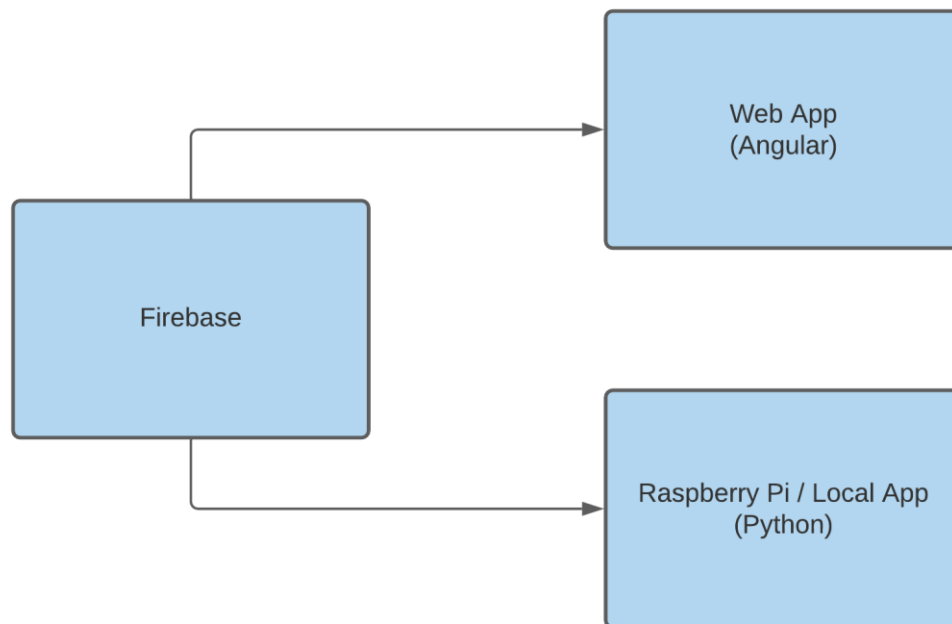 Web App
(Angular)
Firebase
Raspberry Pi / Local App
(Python)